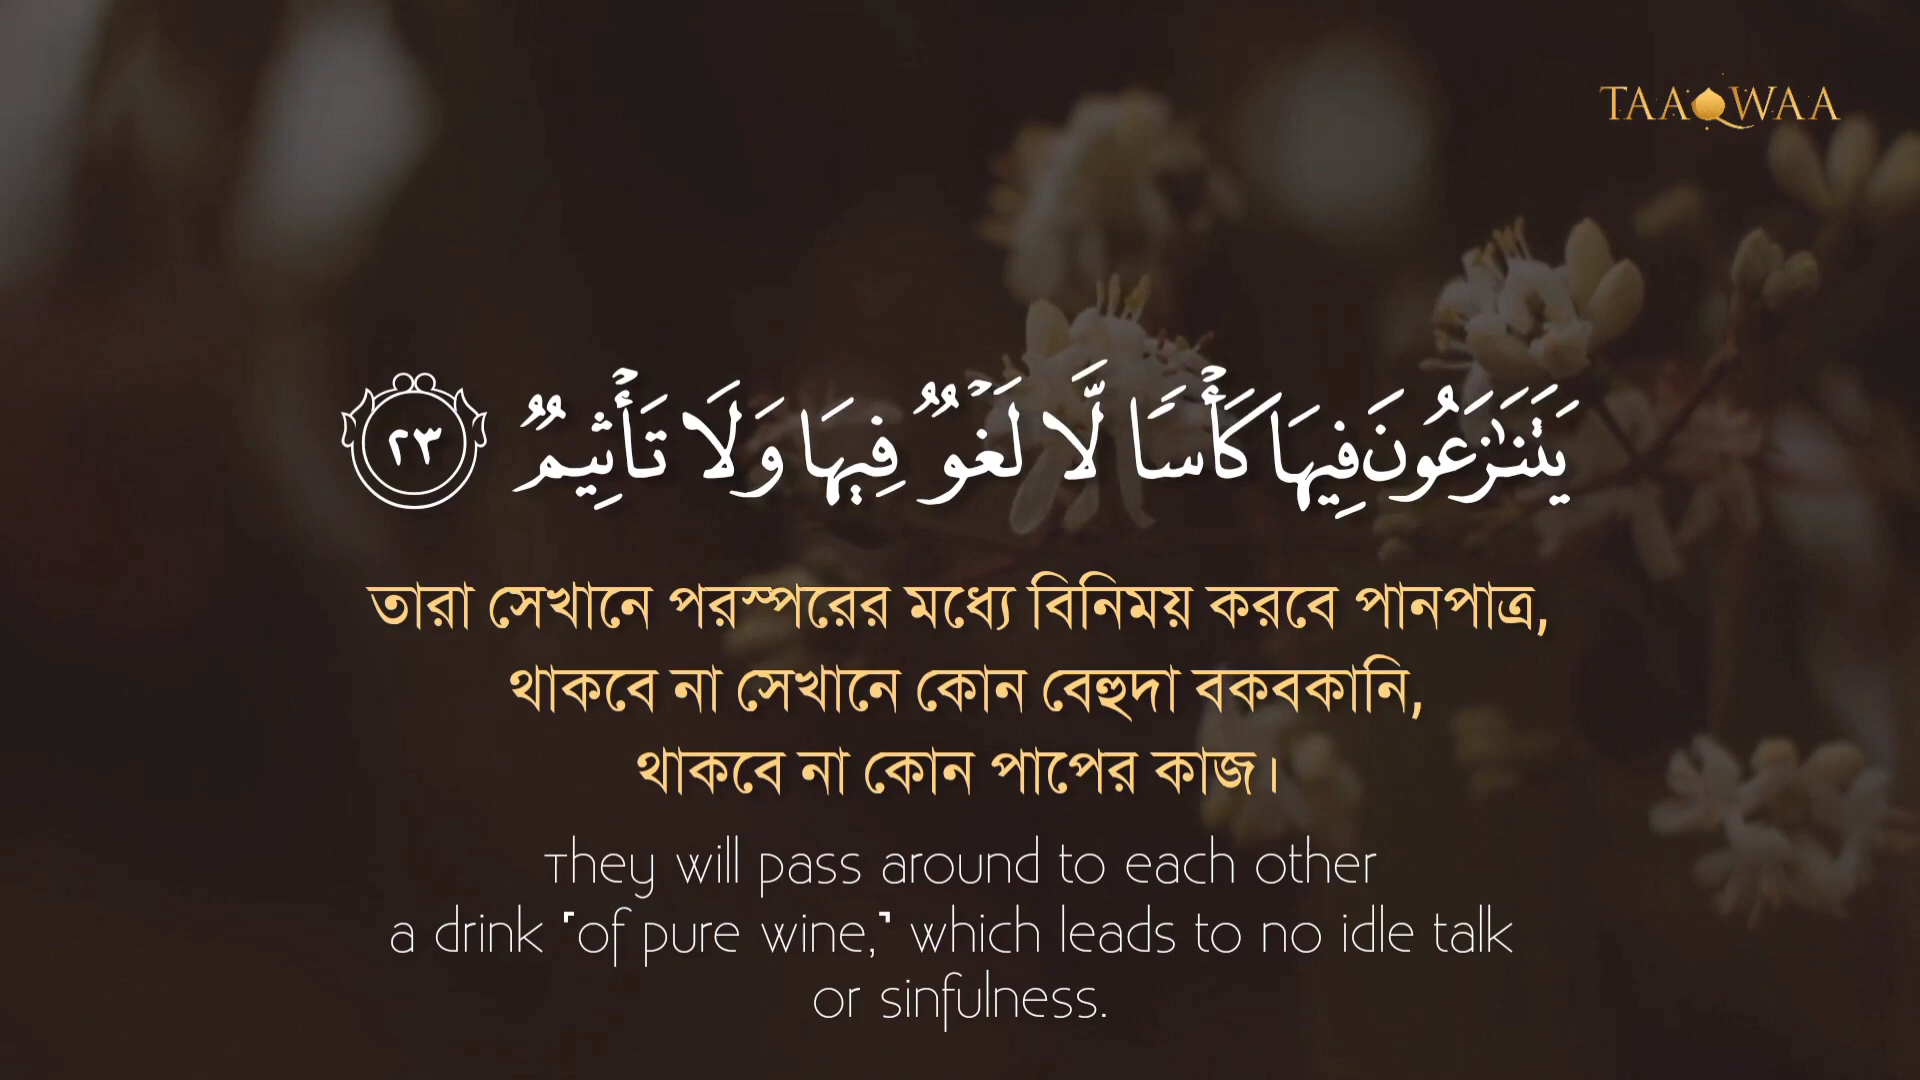 TAAQWAA
يَتَنَـٰزَعُونَ فِيهَا كَأْسًا لَّا لَغْوٌ فِيهَا وَلَا تَأْثِيمٌ ٢٣
তারা সেখানে পরস্পরের মধ্যে বিনিময় করবে পানপাত্র,
থাকবে না সেখানে কোন বেহুদা বকবকানি,
থাকবে না কোন পাপের কাজ।
They will pass around to each other
a drink ˹of pure wine,˺ which leads to no idle talk
or sinfulness.